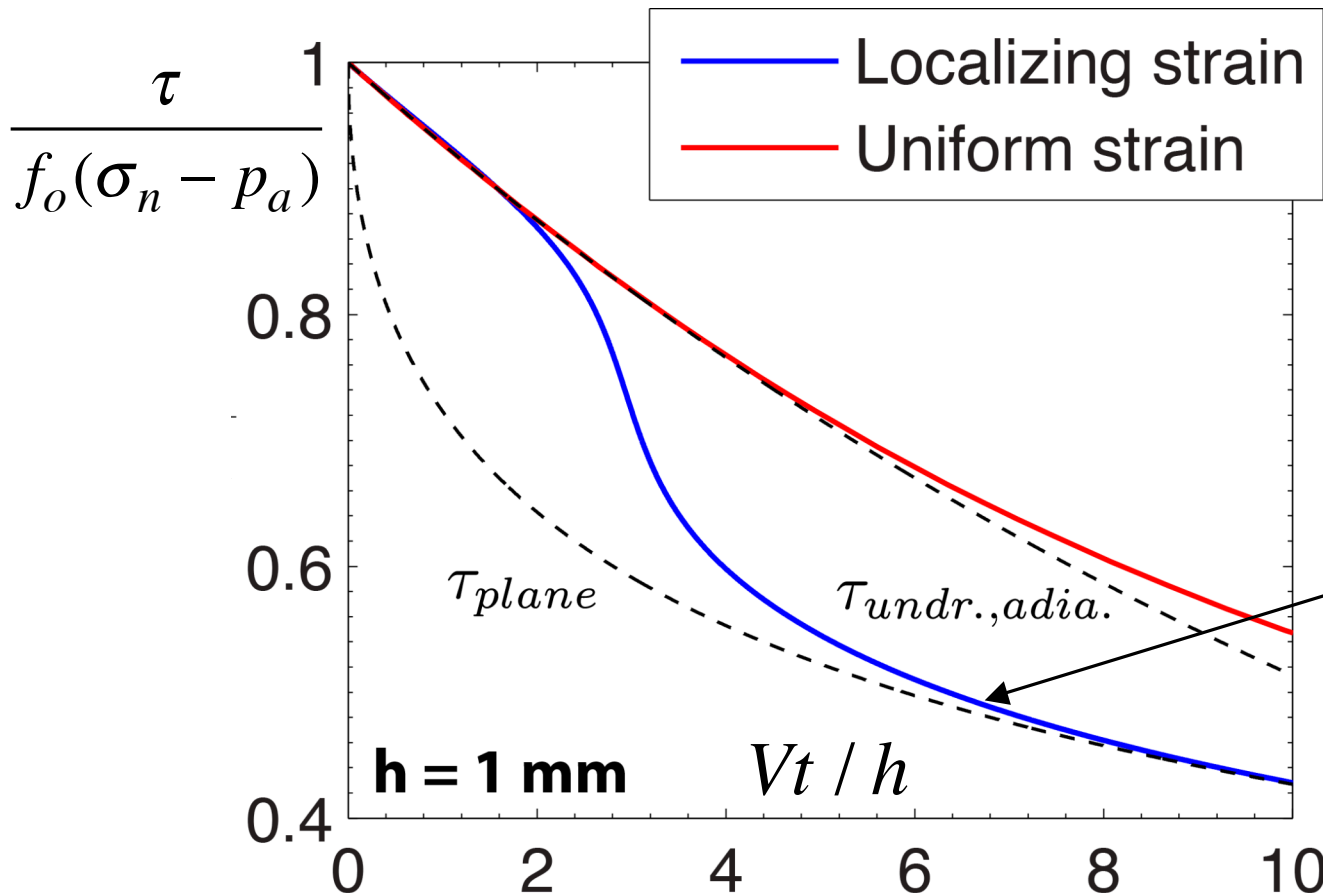 Localizing strain
Uniform strain
τ
f_o(σ_n − p_a)
1
0.8
0.6
0.4
τ_plane
τ_undr.,adia.
h = 1 mm
Vt / h
0 2 4 6 8 10